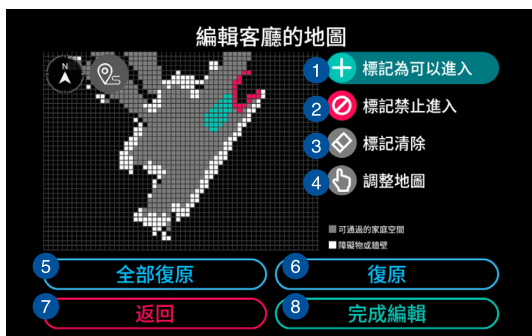 編輯客廳的地圖
N
1 標記為可以進入
2 標記禁止進入
3 標記清除
4 調整地圖
可通過的家庭空間
障礙物或牆壁
5 全部復原
6 復原
7 返回
8 完成編輯